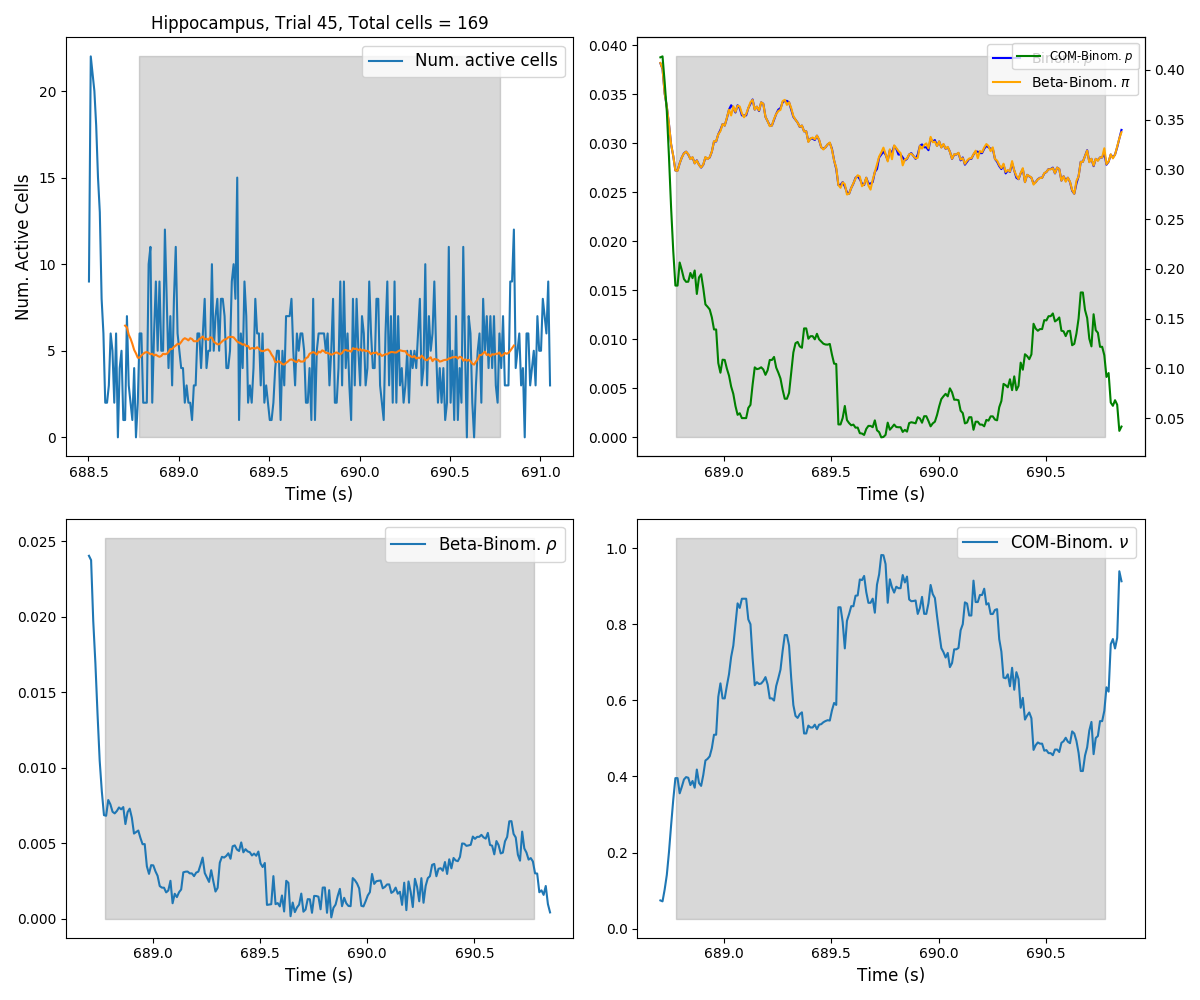 Hippocampus, Trial 45, Total cells = 169
Num. active cells
Num. Active Cells
20
15
10
5
0
688.5 689.0 689.5 690.0 690.5 691.0
Time (s)
COM-Binom. p
Beta-Binom. π
0.040
0.035
0.030
0.025
0.020
0.015
0.010
0.005
0.000
0.40
0.35
0.30
0.25
0.20
0.15
0.10
0.05
689.0 689.5 690.0 690.5
Time (s)
Beta-Binom. ρ
0.025
0.020
0.015
0.010
0.005
0.000
689.0 689.5 690.0 690.5
Time (s)
COM-Binom. ν
1.0
0.8
0.6
0.4
0.2
0.0
689.0 689.5 690.0 690.5
Time (s)